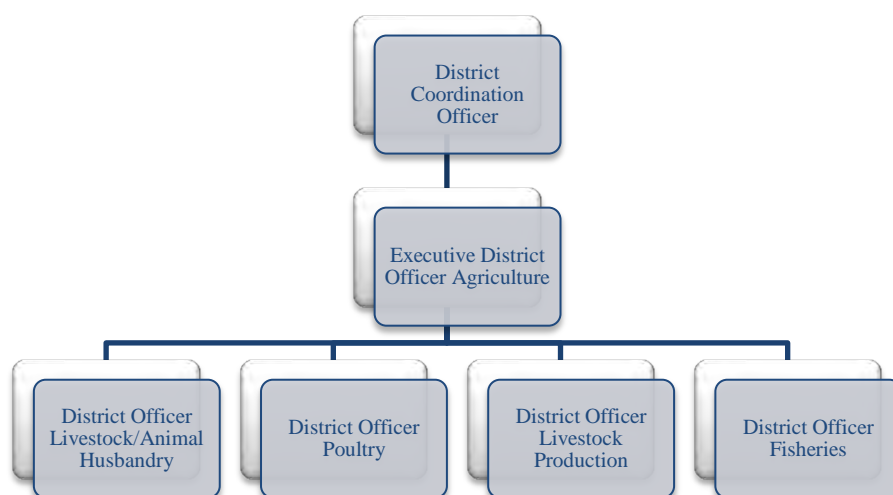 District
Coordination
Officer
Executive District
Officer Agriculture
District Officer
Livestock/Animal
Husbandry
District Officer
Poultry
District Officer
Livestock
Production
District Officer
Fisheries